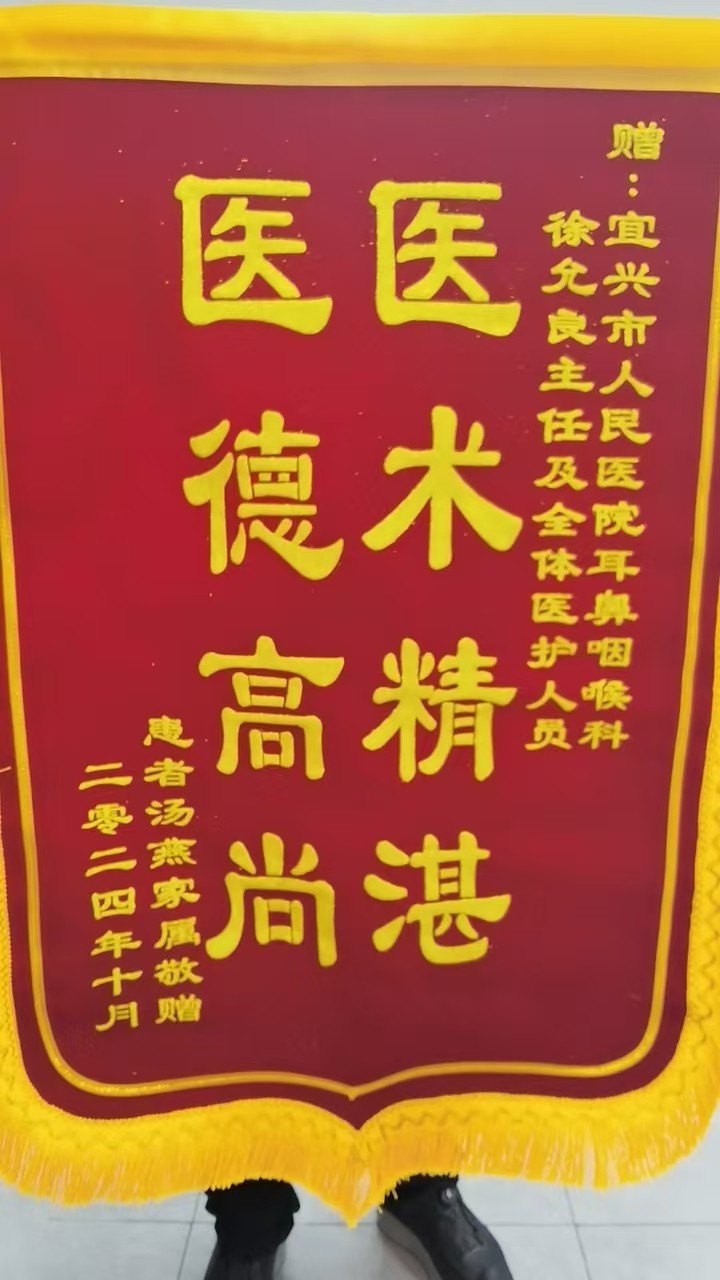 赠：宜兴市人民医院耳鼻咽喉科
徐允良主任及全体医护人员
医术精湛
医德高尚
患者汤燕家属敬赠
二零二四年十月